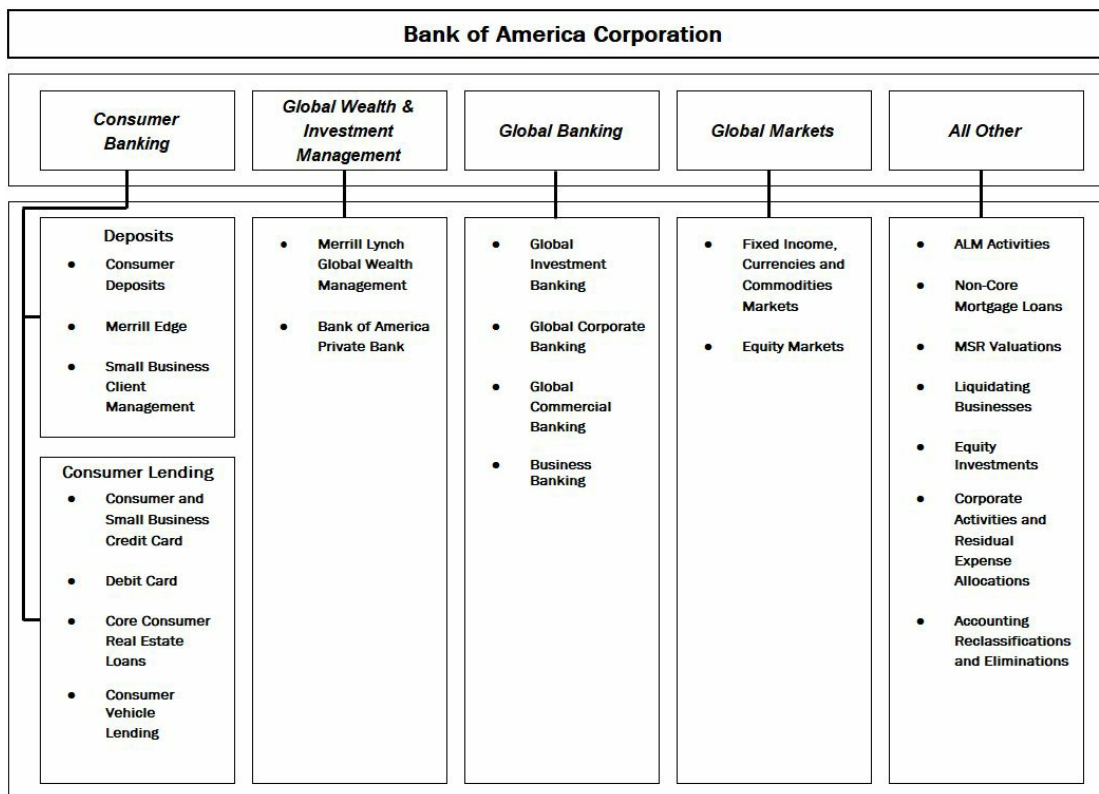 Bank of America Corporation
Consumer
Banking
Global Wealth &
Investment
Management
Global Banking
Global Markets
All Other
Deposits
● Consumer
Deposits
● Merrill Edge
● Small Business
Client
Management
Consumer Lending
● Consumer and
Small Business
Credit Card
● Debit Card
● Core Consumer
Real Estate
Loans
● Consumer
Vehicle
Lending
● Merrill Lynch
Global Wealth
Management
● Bank of America
Private Bank
● Global
Investment
Banking
● Global Corporate
Banking
● Global
Commercial
Banking
● Business
Banking
● Fixed Income,
Currencies and
Commodities
Markets
● Equity Markets
● ALM Activities
● Non-Core
Mortgage Loans
● MSR Valuations
● Liquidating
Businesses
● Equity
Investments
● Corporate
Activities and
Residual
Expense
Allocations
● Accounting
Reclassifications
and Eliminations